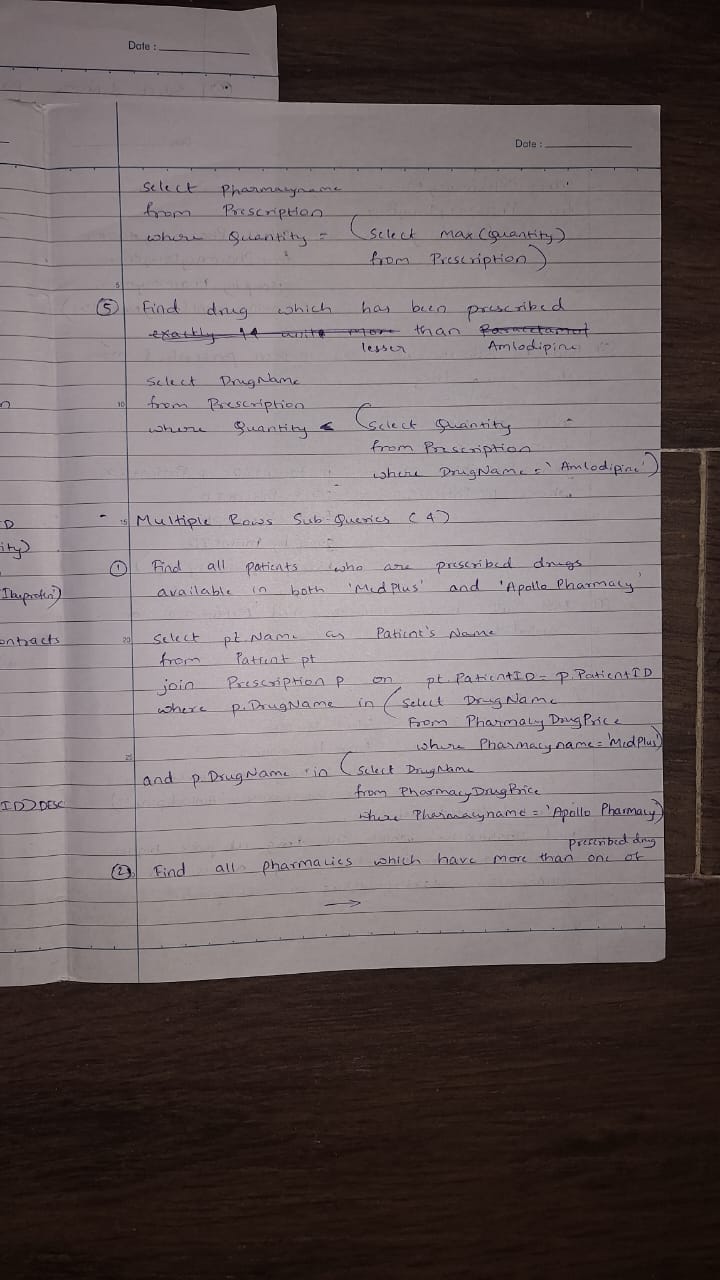 Date :
Date :
Select Pharmacyname
from Prescription
where Quantity = (Select max(Quantity)
from Prescription)
5
⑤ Find drug which has been prescribed
exactly 14 units more than Paracetamol
lesser Amlodipine
Select DrugName
from Prescription
10
where Quantity < (Select Quantity
from Prescription
where DrugName = 'Amlodipine')
15
- Multiple Rows Sub-Queries (4)
① Find all patients who are prescribed drugs
available in both 'MedPlus' and 'Apollo Pharmacy'
20
Select pt.Name as Patient's Name
from Patient pt
join Prescription p on pt.PatientID = p.PatientID
where p.DrugName in (Select DrugName
From PharmacyDrugPrice
where Pharmacyname = 'MedPlus')
25
and p.DrugName in (Select DrugName
from PharmacyDrugPrice
where Pharmacyname = 'Apollo Pharmacy')
prescribed drug
② Find all pharmacies which have more than one of
→
D
ity)
Ibuprofen')
ontracts
ID) DESC